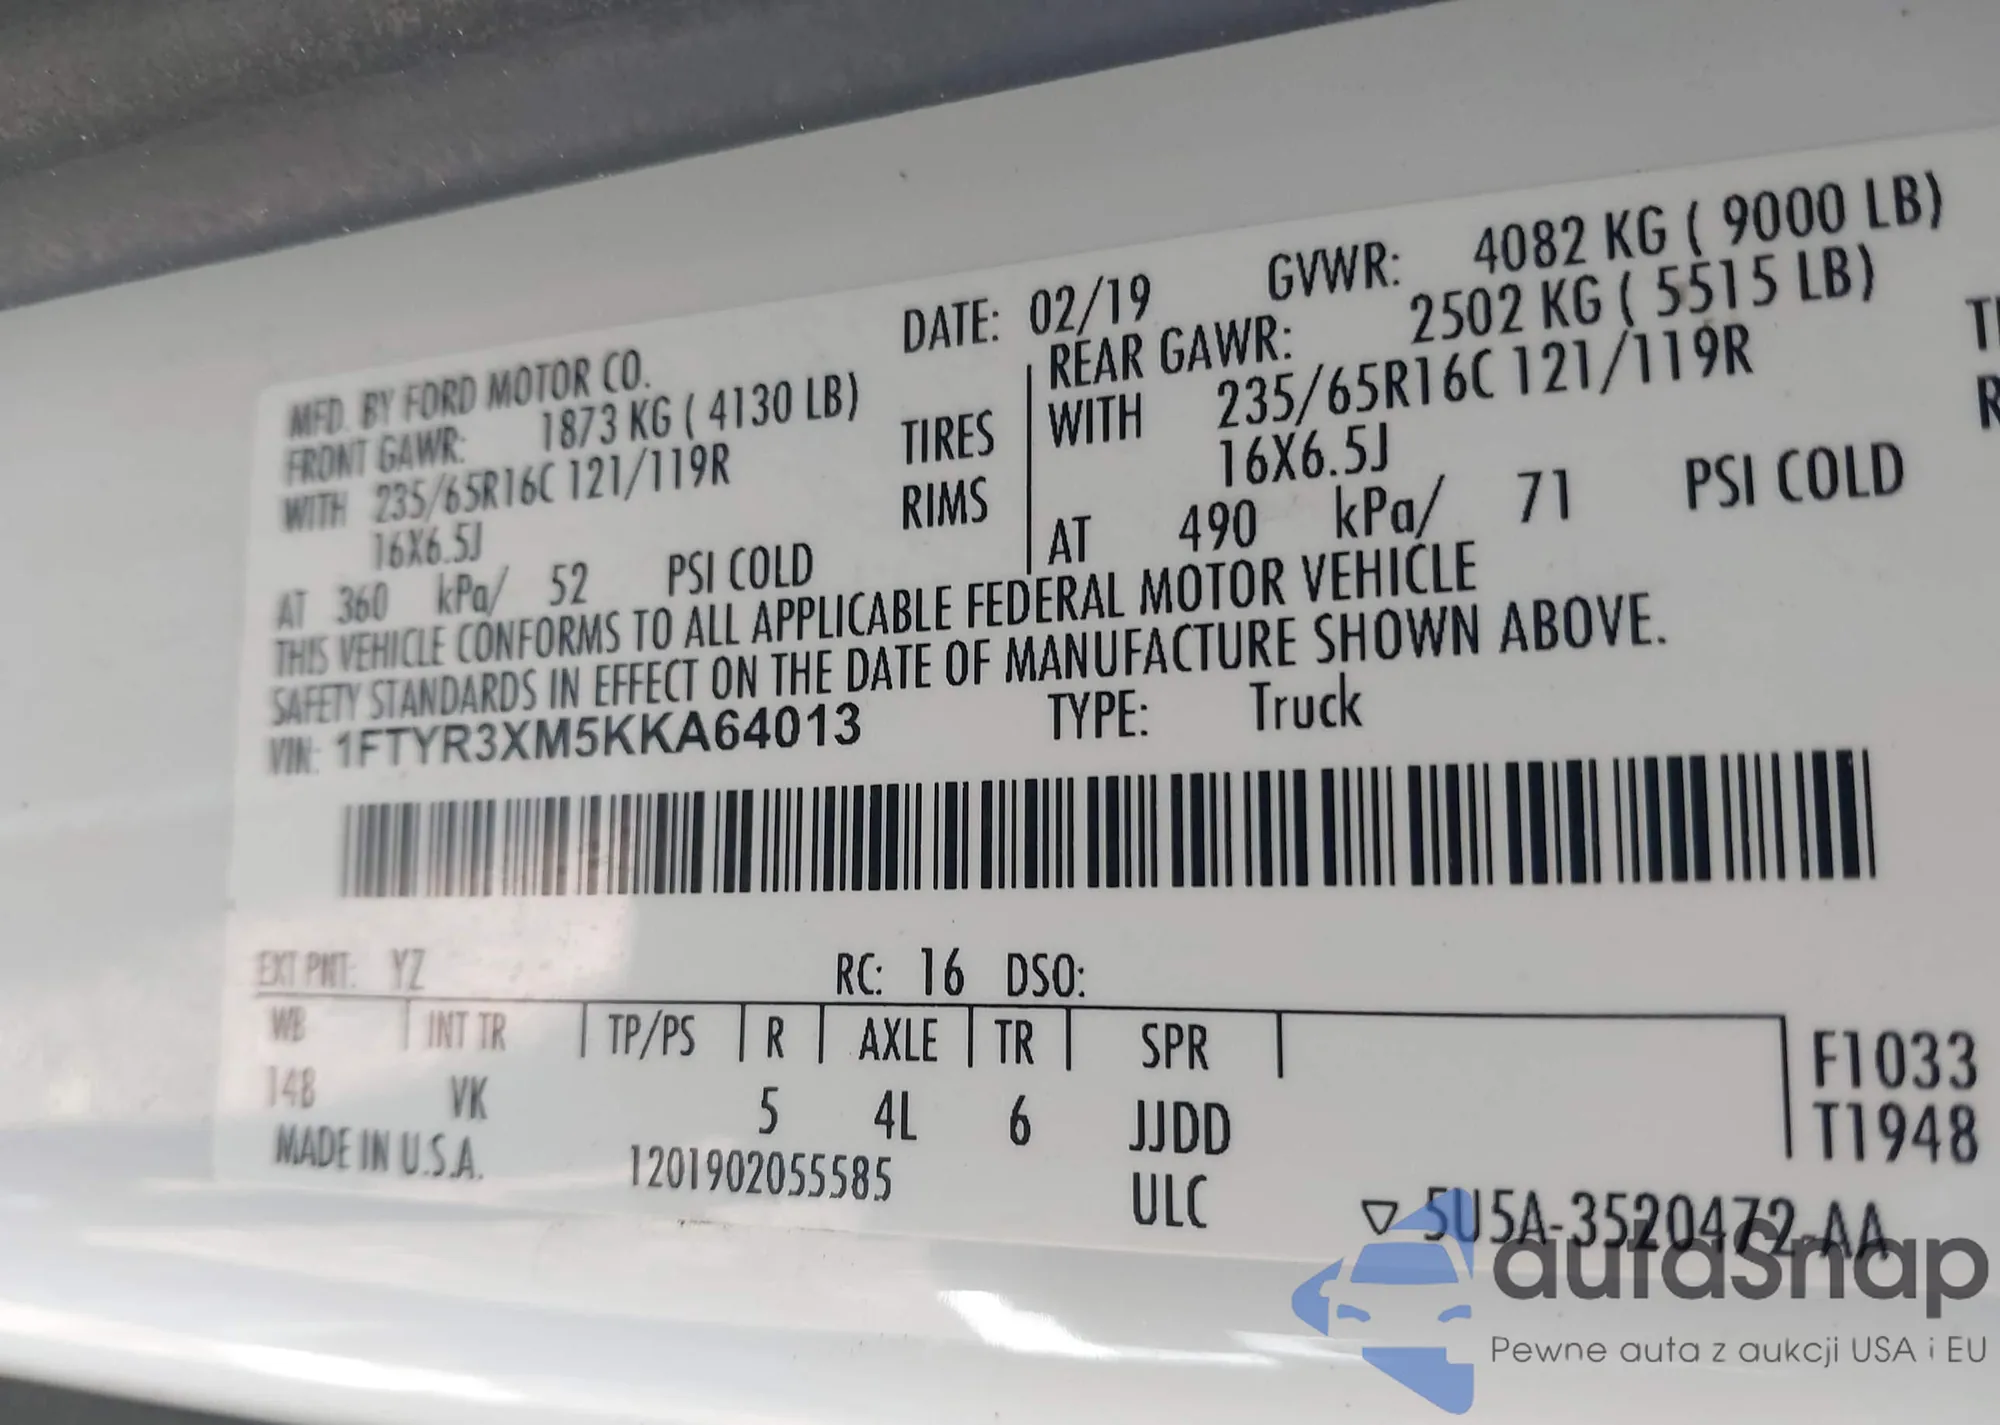 MFD. BY FORD MOTOR CO. DATE: 02/19 GVWR: 4082 KG ( 9000 LB)
FRONT GAWR: 1873 KG ( 4130 LB) REAR GAWR: 2502 KG ( 5515 LB)
WITH 235/65R16C 121/119R TIRES WITH 235/65R16C 121/119R
16X6.5J RIMS 16X6.5J
AT 360 kPa/ 52 PSI COLD AT 490 kPa/ 71 PSI COLD
THIS VEHICLE CONFORMS TO ALL APPLICABLE FEDERAL MOTOR VEHICLE
SAFETY STANDARDS IN EFFECT ON THE DATE OF MANUFACTURE SHOWN ABOVE.
VIN: 1FTYR3XM5KKA64013 TYPE: Truck
EXT PNT: YZ RC: 16 DSO:
WB INT TR TP/PS R AXLE TR SPR F1033
148 VK 5 4L 6 JJDD T1948
MADE IN U.S.A. 1201902055585 ULC ▽ 5U5A-3520472-AA
autaSnap
Pewne auta z aukcji USA i EU